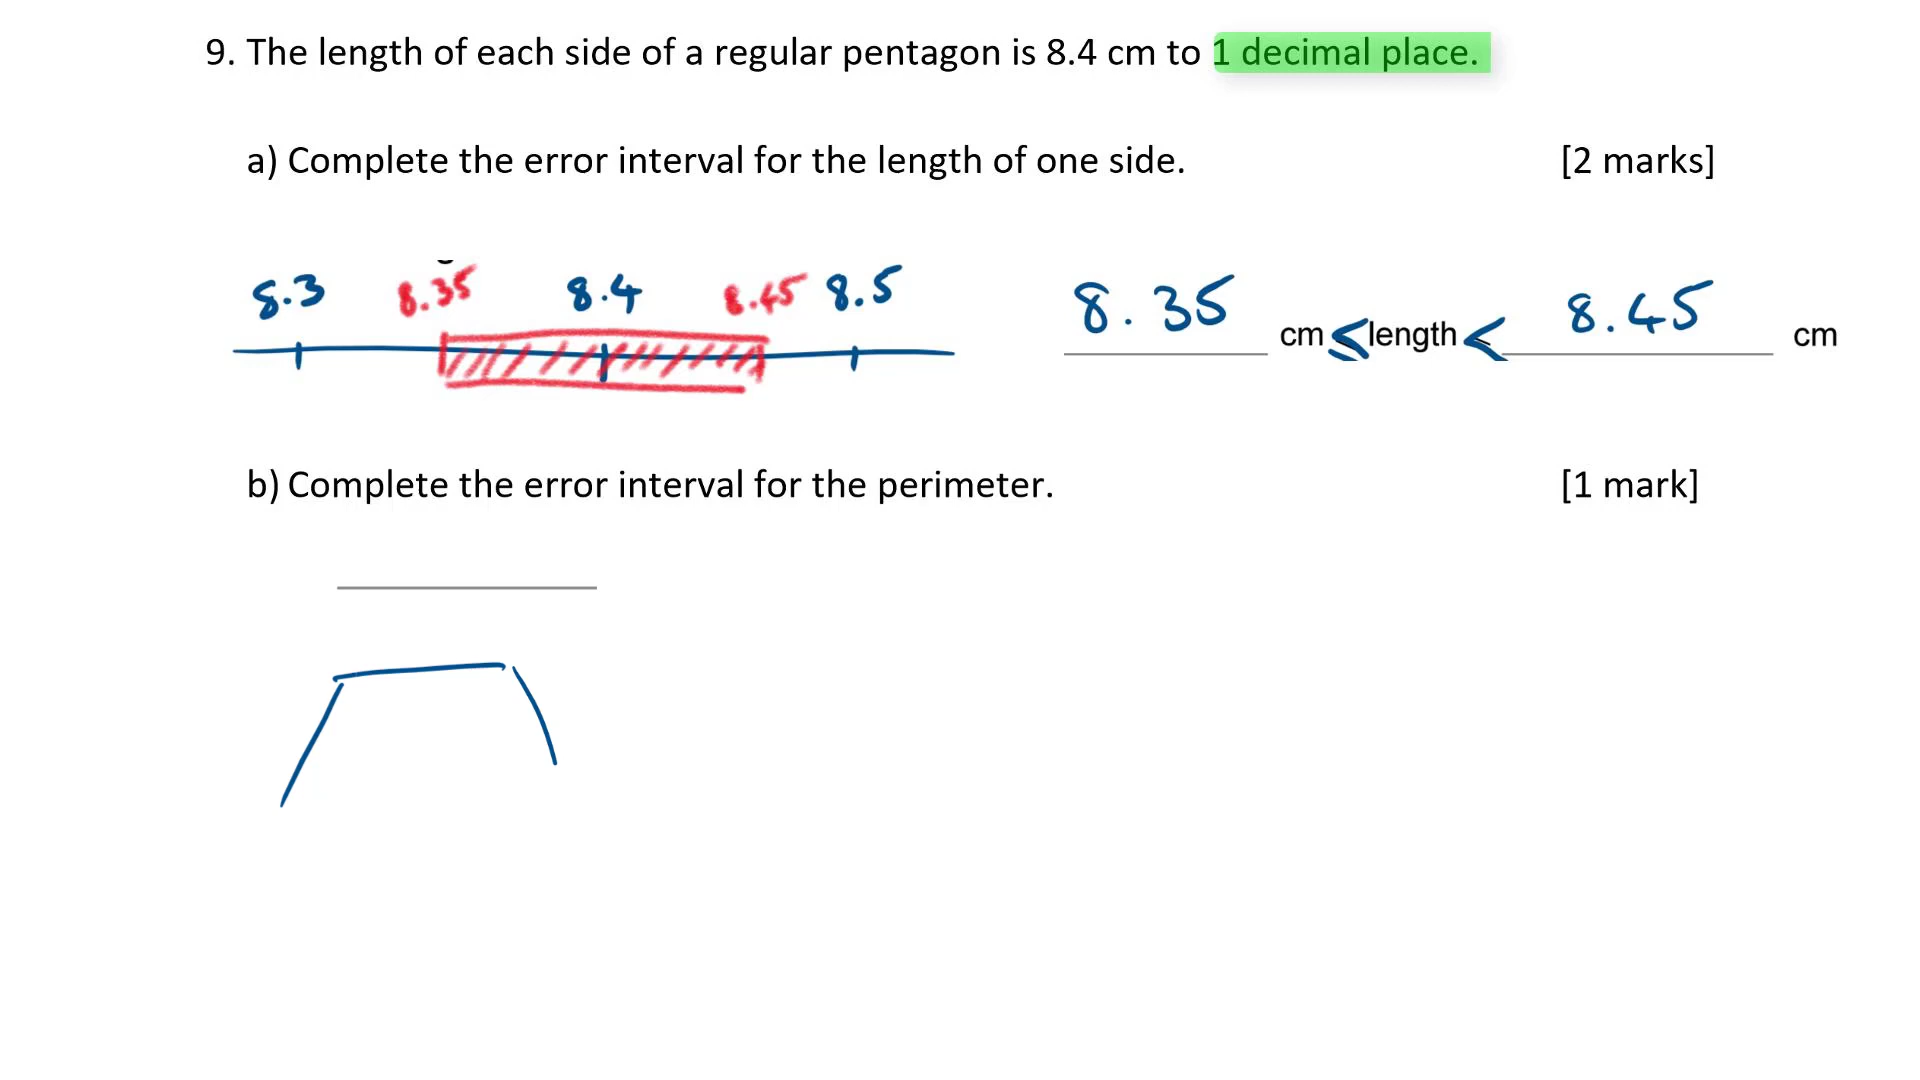 9. The length of each side of a regular pentagon is 8.4 cm to 1 decimal place.
a) Complete the error interval for the length of one side. [2 marks]
8.3 8.35 8.4 8.45 8.5
8.35 cm ≤ length < 8.45 cm
b) Complete the error interval for the perimeter. [1 mark]